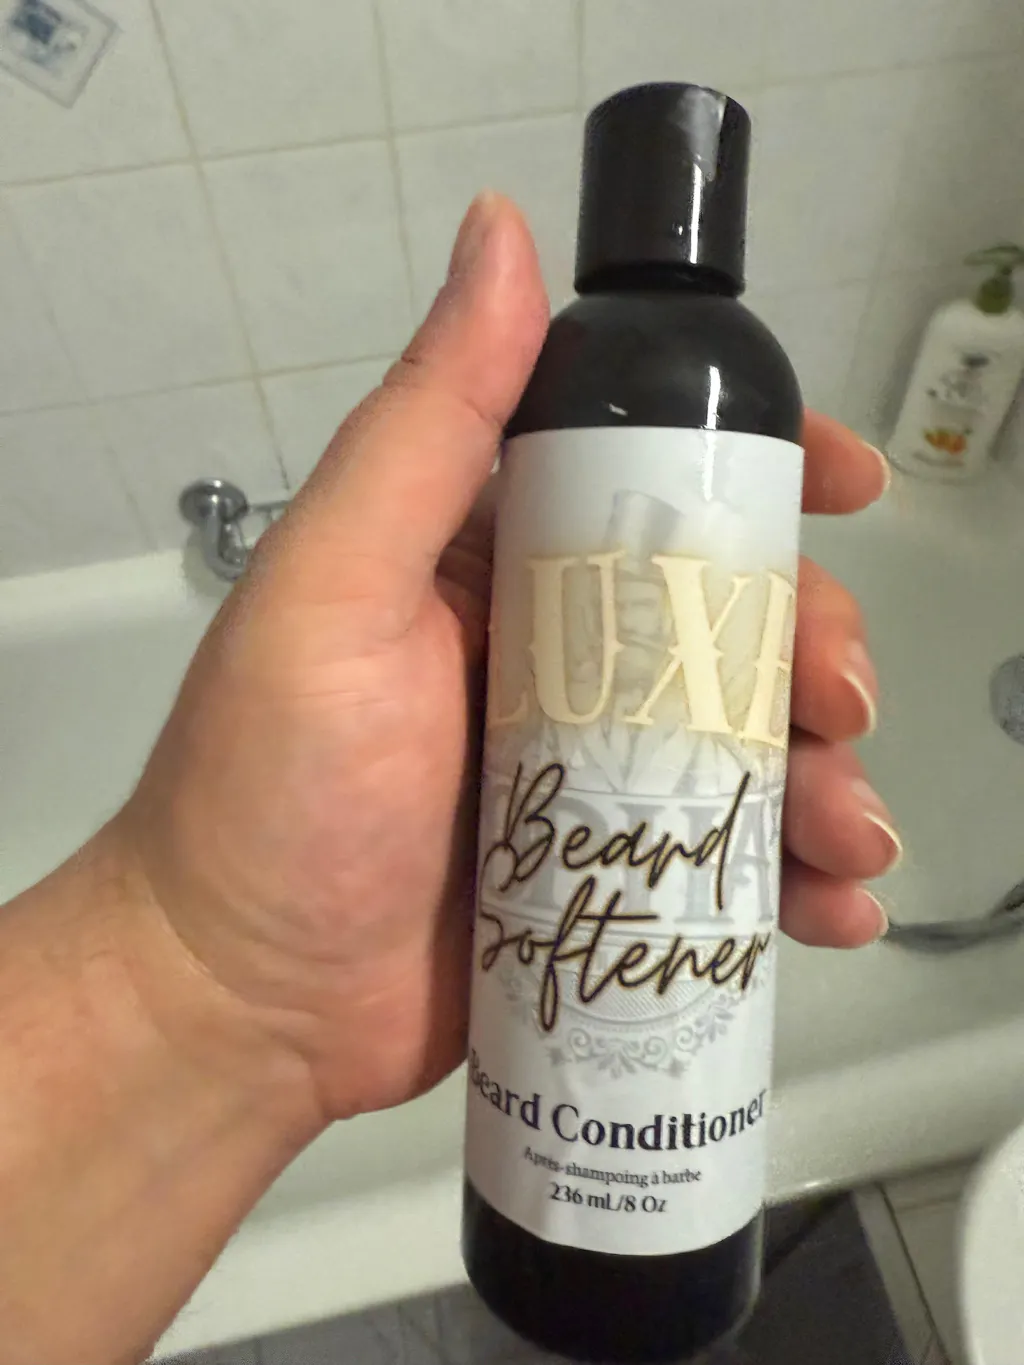 LUXE
Beard
Softener
Beard Conditioner
Après-shampoing à barbe
236 mL/8 Oz